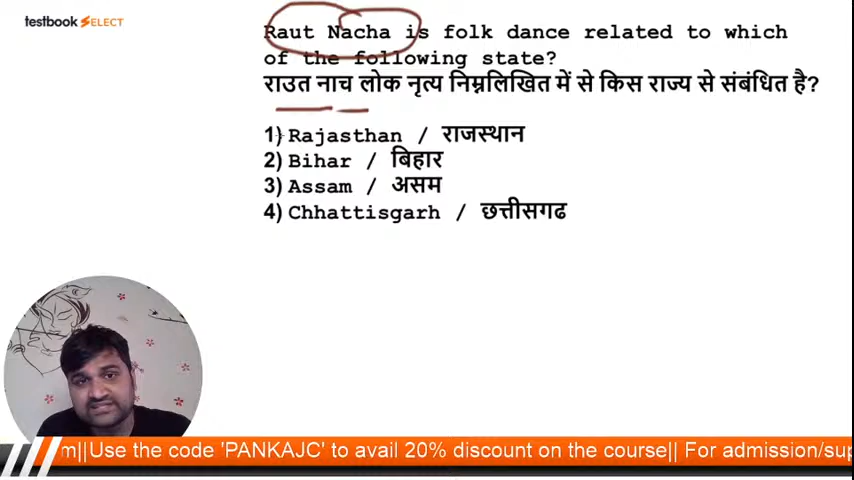 testbook SELECT
Raut Nacha is folk dance related to which
of the following state?
राउत नाच लोक नृत्य निम्नलिखित में से किस राज्य से संबंधित है?
1) Rajasthan / राजस्थान
2) Bihar / बिहार
3) Assam / असम
4) Chhattisgarh / छत्तीसगढ
||Use the code 'PANKAJC' to avail 20% discount on the course|| For admission/